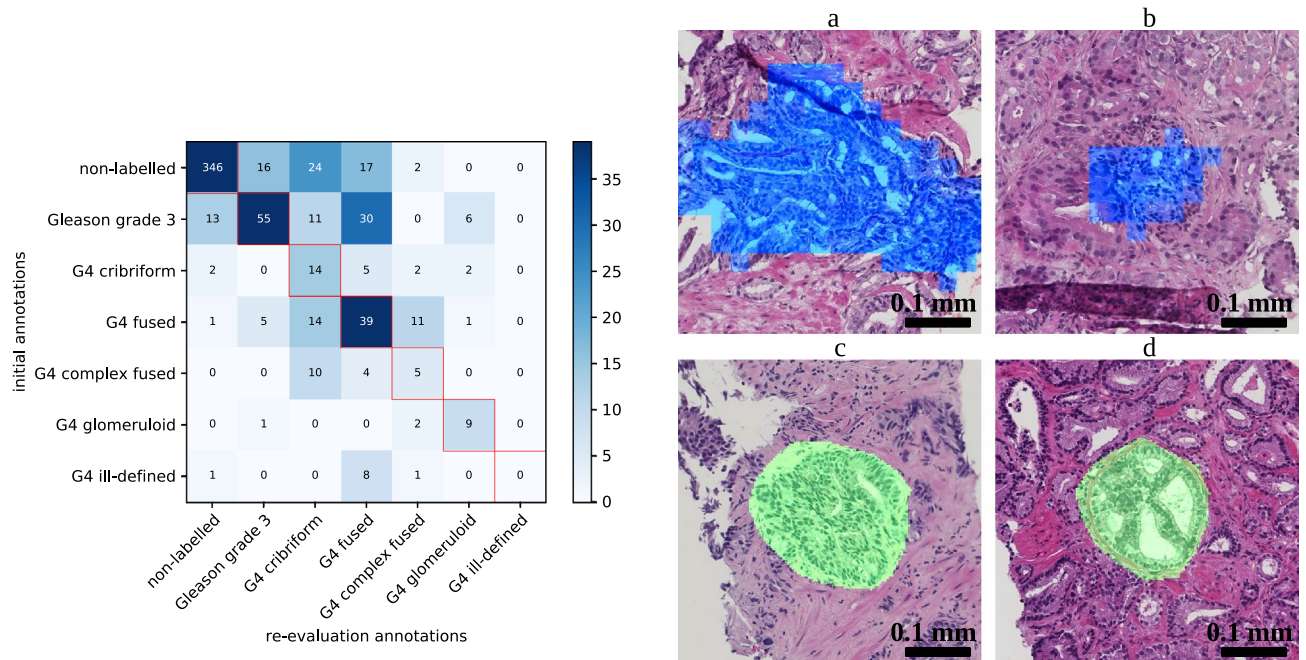 non-labelled 346 16 24 17 2 0 0
Gleason grade 3 13 55 11 30 0 6 0
G4 cribriform 2 0 14 5 2 2 0
G4 fused 1 5 14 39 11 1 0
G4 complex fused 0 0 10 4 5 0 0
G4 glomeruloid 0 1 0 0 2 9 0
G4 ill-defined 1 0 0 8 1 0 0
initial annotations
non-labelled
Gleason grade 3
G4 cribriform
G4 fused
G4 complex fused
G4 glomeruloid
G4 ill-defined
re-evaluation annotations
35
30
25
20
15
10
5
0
a
0.1 mm
b
0.1 mm
c
0.1 mm
d
0.1 mm